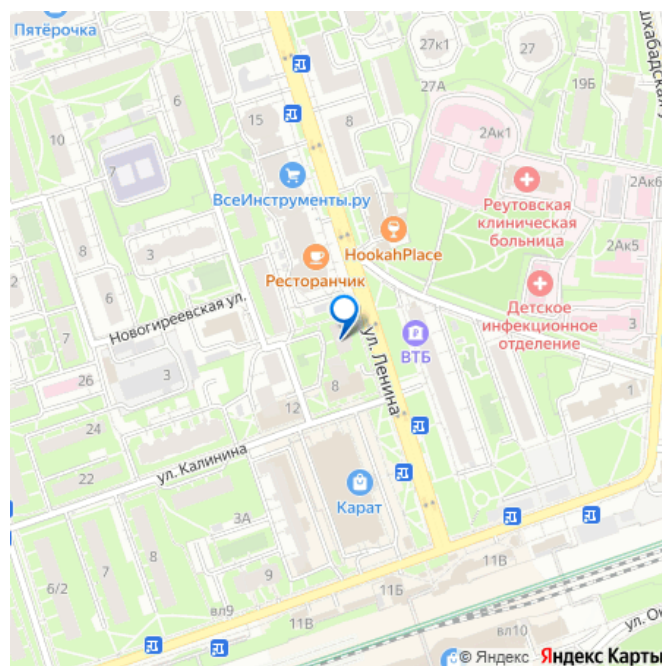 Пятёрочка
27к1
27
19Б
27А
6
15
8
2Ак1
10
7
ВсеИнструменты.ру
Реутовская
клиническая
больница
2Ак6
HookahPlace
2Ак5
8
3
6
Ресторанчик
Детское
инфекционное
отделение
3
Новогиреевская ул.
7
ул. Ленина
ВТБ
26
3
8
1
12
24
ул. Калинина
22
Карат
3А
7
8
6/2
9
11В
11Б
вл9
11В
вл10
© Яндекс
Яндекс Карты